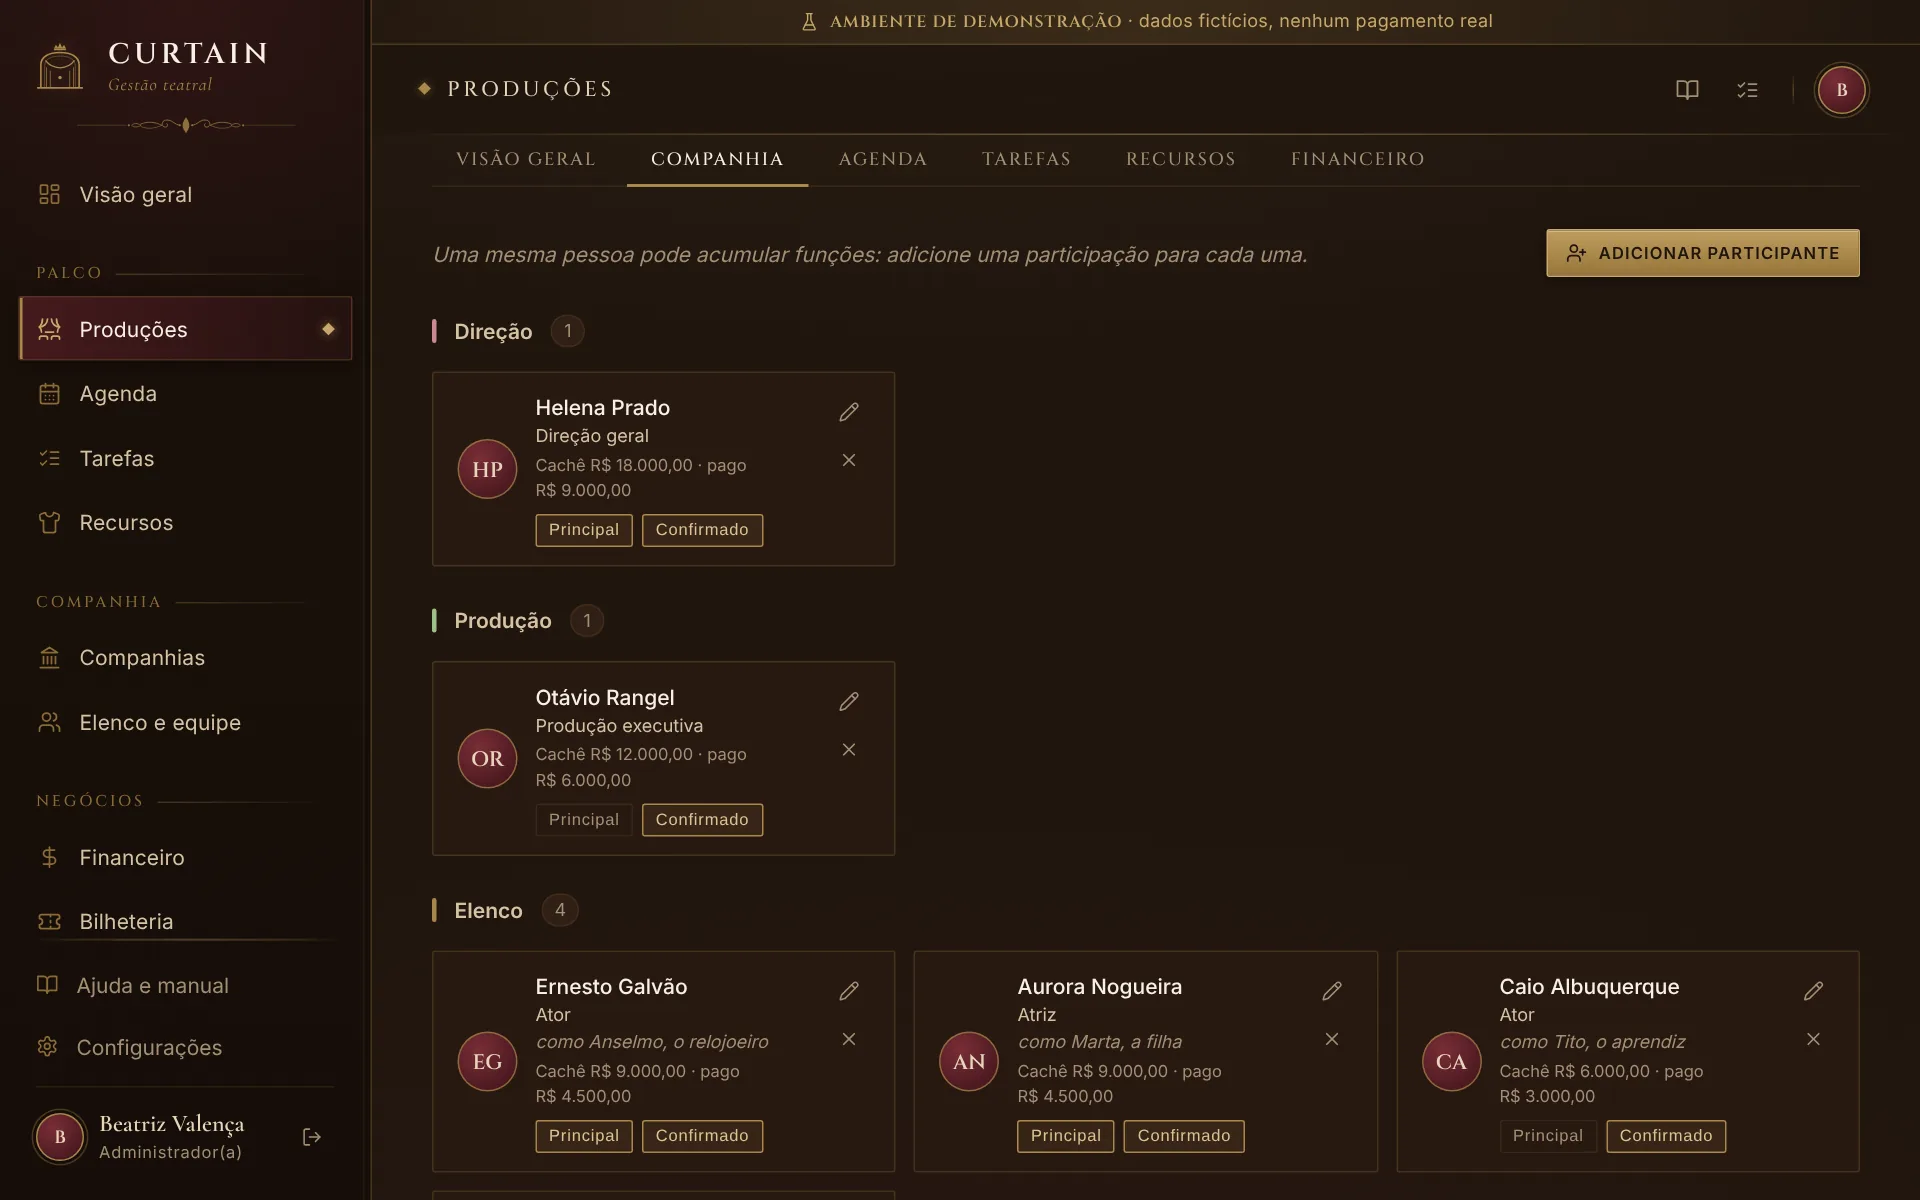 CURTAIN
Gestão teatral
Visão geral
PALCO
Produções
Agenda
Tarefas
Recursos
COMPANHIA
Companhias
Elenco e equipe
NEGÓCIOS
Financeiro
Bilheteria
Ajuda e manual
Configurações
B
Beatriz Valença
Administrador(a)
AMBIENTE DE DEMONSTRAÇÃO · dados fictícios, nenhum pagamento real
PRODUÇÕES
B
VISÃO GERAL COMPANHIA AGENDA TAREFAS RECURSOS FINANCEIRO
Uma mesma pessoa pode acumular funções: adicione uma participação para cada uma.
ADICIONAR PARTICIPANTE
Direção 1
HP
Helena Prado
Direção geral
Cachê R$ 18.000,00 · pago
R$ 9.000,00
Principal Confirmado
Produção 1
OR
Otávio Rangel
Produção executiva
Cachê R$ 12.000,00 · pago
R$ 6.000,00
Principal Confirmado
Elenco 4
EG
Ernesto Galvão
Ator
como Anselmo, o relojoeiro
Cachê R$ 9.000,00 · pago
R$ 4.500,00
Principal Confirmado
AN
Aurora Nogueira
Atriz
como Marta, a filha
Cachê R$ 9.000,00 · pago
R$ 4.500,00
Principal Confirmado
CA
Caio Albuquerque
Ator
como Tito, o aprendiz
Cachê R$ 6.000,00 · pago
R$ 3.000,00
Principal Confirmado